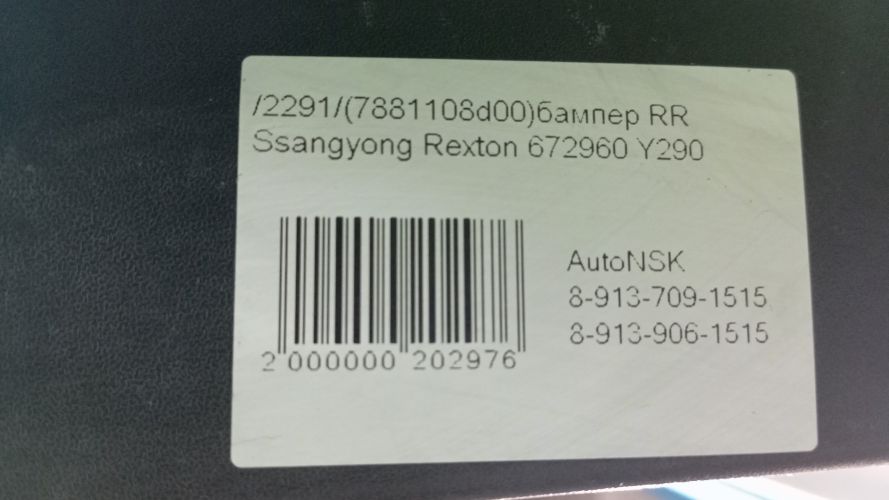 /2291/(7881108d00)бампер RR
Ssangyong Rexton 672960 Y290
AutoNSK
8-913-709-1515
8-913-906-1515
2 000000 202976